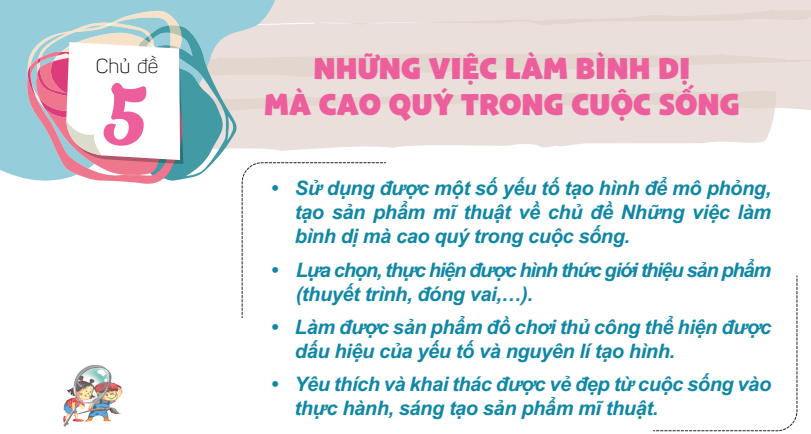 Chủ đề
5
NHỮNG VIỆC LÀM BÌNH DỊ
MÀ CAO QUÝ TRONG CUỘC SỐNG
• Sử dụng được một số yếu tố tạo hình để mô phỏng,
tạo sản phẩm mĩ thuật về chủ đề Những việc làm
bình dị mà cao quý trong cuộc sống.
• Lựa chọn, thực hiện được hình thức giới thiệu sản phẩm
(thuyết trình, đóng vai,…).
• Làm được sản phẩm đồ chơi thủ công thể hiện được
dấu hiệu của yếu tố và nguyên lí tạo hình.
• Yêu thích và khai thác được vẻ đẹp từ cuộc sống vào
thực hành, sáng tạo sản phẩm mĩ thuật.